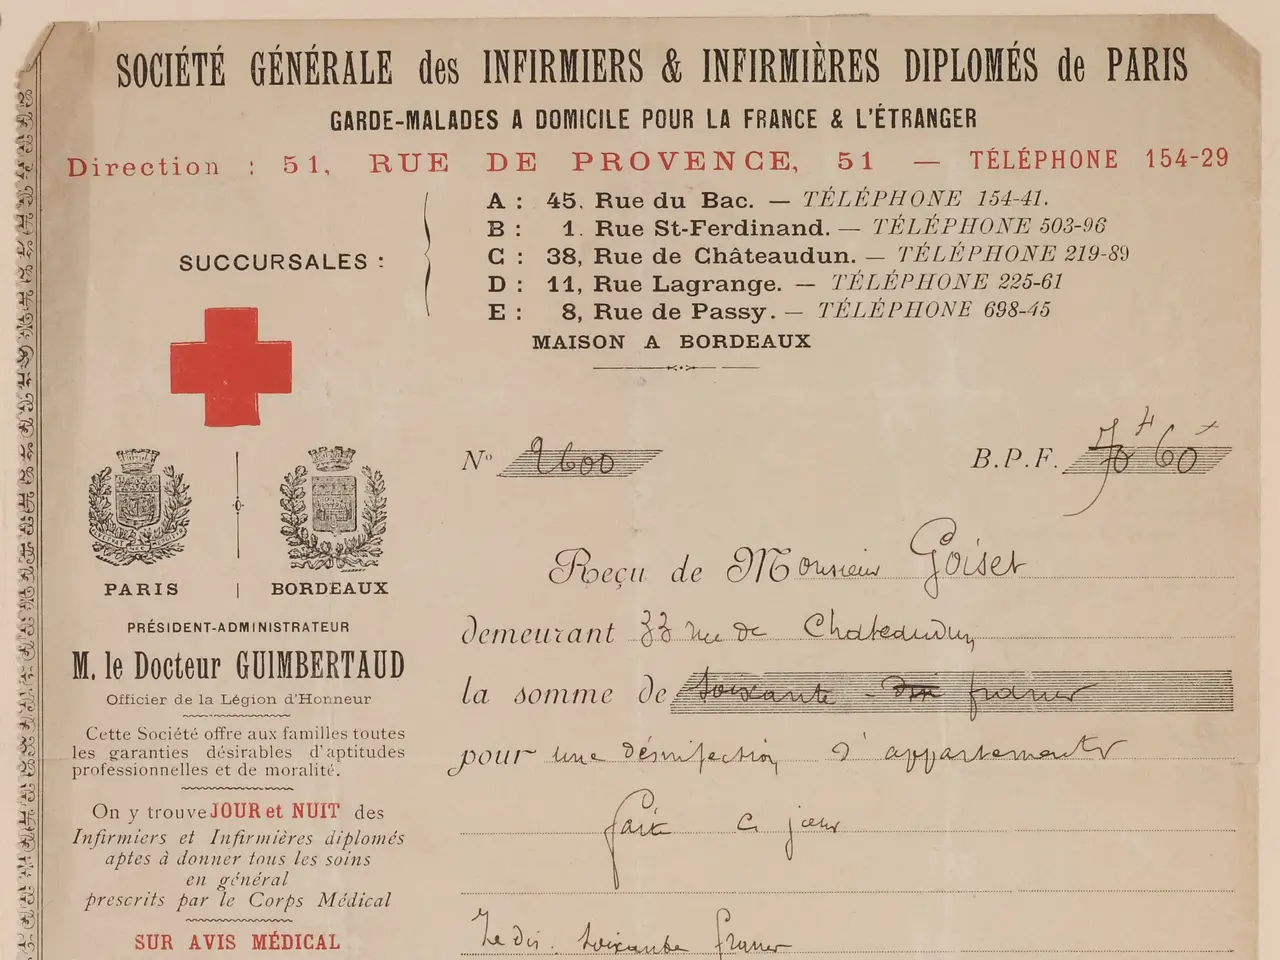 SOCIÉTÉ GÉNÉRALE des INFIRMIERS & INFIRMIÈRES DIPLOMÉS de PARIS
GARDE-MALADES A DOMICILE POUR LA FRANCE & L'ÉTRANGER
Direction : 51, RUE DE PROVENCE, 51 — TÉLÉPHONE 154-29
SUCCURSALES :
A : 45, Rue du Bac. — TÉLÉPHONE 154-41.
B : 1. Rue St-Ferdinand. — TÉLÉPHONE 503-96
C : 38, Rue de Châteaudun. — TÉLÉPHONE 219-89
D : 11, Rue Lagrange. — TÉLÉPHONE 225-61
E : 8, Rue de Passy. — TÉLÉPHONE 698-45
MAISON A BORDEAUX
PARIS | BORDEAUX
PRÉSIDENT-ADMINISTRATEUR
M. le Docteur GUIMBERTAUD
Officier de la Légion d'Honneur
Cette Société offre aux familles toutes
les garanties désirables d'aptitudes
professionnelles et de moralité.
On y trouve JOUR et NUIT des
Infirmiers et Infirmières diplomés
aptes à donner tous les soins
en général
prescrits par le Corps Médical
SUR AVIS MÉDICAL
No 2600 B.P.F. 60
Reçu de Monsieur Goiset
demeurant 33 rue de Chateaudun
la somme de soixante - dix francs
pour une désinfection d'appartements
fait ce jour
Je dis. soixante francs